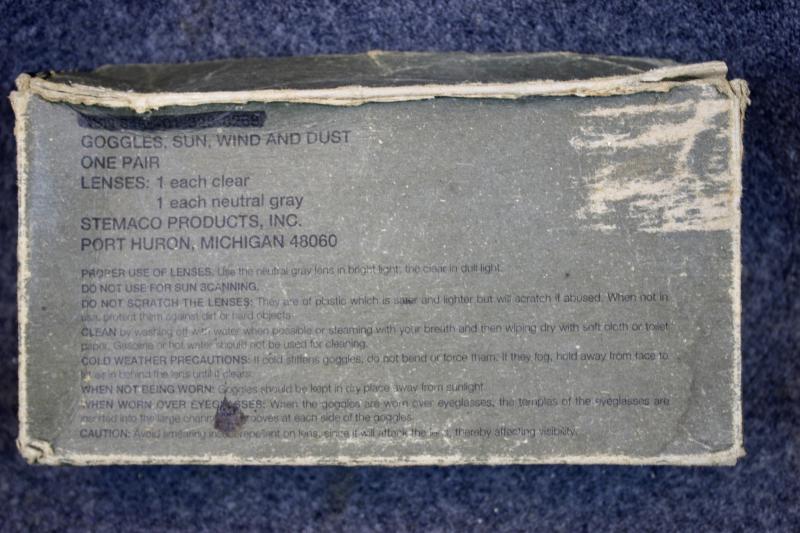 GOGGLES, SUN, WIND AND DUST
ONE PAIR
LENSES: 1 each clear
1 each neutral gray
STEMACO PRODUCTS, INC.
PORT HURON, MICHIGAN 48060
PROPER USE OF LENSES. Use the neutral gray lens in bright light; the clear in dull light.
DO NOT USE FOR SUN SCANNING.
DO NOT SCRATCH THE LENSES: They are of plastic which is safer and lighter but will scratch if abused. When not in
use, protect them against dirt or hard objects.
CLEAN by washing off with water when possible or steaming with your breath and then wiping dry with soft cloth or toilet
paper. Gasoline or hot water should not be used for cleaning.
COLD WEATHER PRECAUTIONS: If cold stiffens goggles, do not bend or force them. If they fog, hold away from face to
let air in behind the lens until it clears.
WHEN NOT BEING WORN: Goggles should be kept in dry place away from sunlight.
WHEN WORN OVER EYEGLASSES: When the goggles are worn over eyeglasses, the temples of the eyeglasses are
inserted into the large grooves at each side of the goggles.
CAUTION: Avoid smearing insect repellent on lens, since it will attack the lens, thereby affecting visibility.